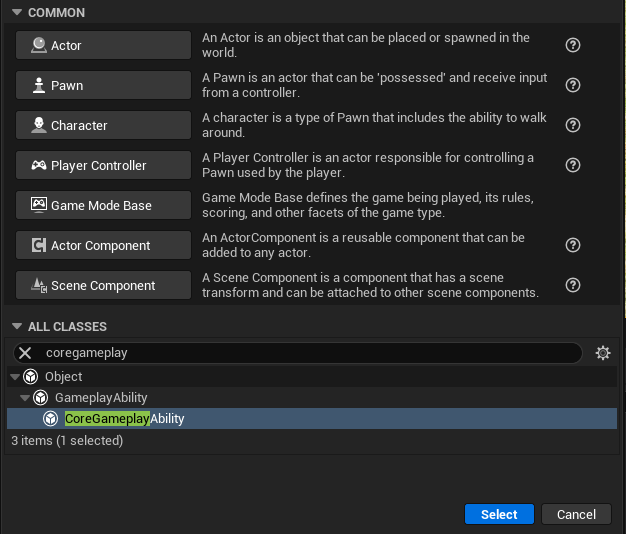 COMMON
Actor
An Actor is an object that can be placed or spawned in the
world.
Pawn
A Pawn is an actor that can be 'possessed' and receive input
from a controller.
Character
A character is a type of Pawn that includes the ability to walk
around.
Player Controller
A Player Controller is an actor responsible for controlling a
Pawn used by the player.
Game Mode Base
Game Mode Base defines the game being played, its rules,
scoring, and other facets of the game type.
Actor Component
An ActorComponent is a reusable component that can be
added to any actor.
Scene Component
A Scene Component is a component that has a scene
transform and can be attached to other scene components.
ALL CLASSES
coregameplay
Object
GameplayAbility
CoreGameplayAbility
3 items (1 selected)
Select Cancel